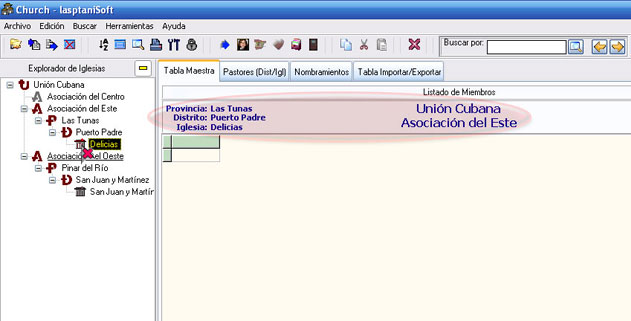 Church - IasptaniSoft
Archivo Edición Buscar Herramientas Ayuda
Buscar por:
Explorador de Iglesias
Tabla Maestra Pastores (Dist/Igl) Nombramientos Tabla Importar/Exportar
Unión Cubana
Asociación del Centro
Asociación del Este
Las Tunas
Puerto Padre
Delicias
Asociación del Oeste
Pinar del Río
San Juan y Martínez
San Juan y Martír
Listado de Miembros
Provincia: Las Tunas
Distrito: Puerto Padre
Iglesia: Delicias
Unión Cubana
Asociación del Este